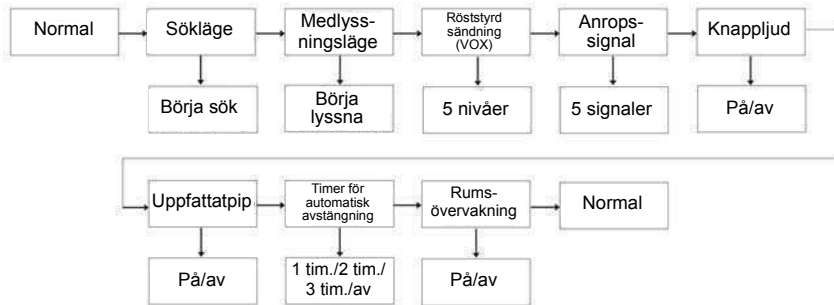 Normal
Sökläge
Medlyss-
ningsläge
Röststyrd
sändning
(VOX)
Anrops-
signal
Knappljud
Börja sök
Börja
lyssna
5 nivåer
5 signaler
På/av
Uppfattatpip
Timer för
automatisk
avstängning
Rums-
övervakning
Normal
På/av
1 tim./2 tim./
3 tim./av
På/av